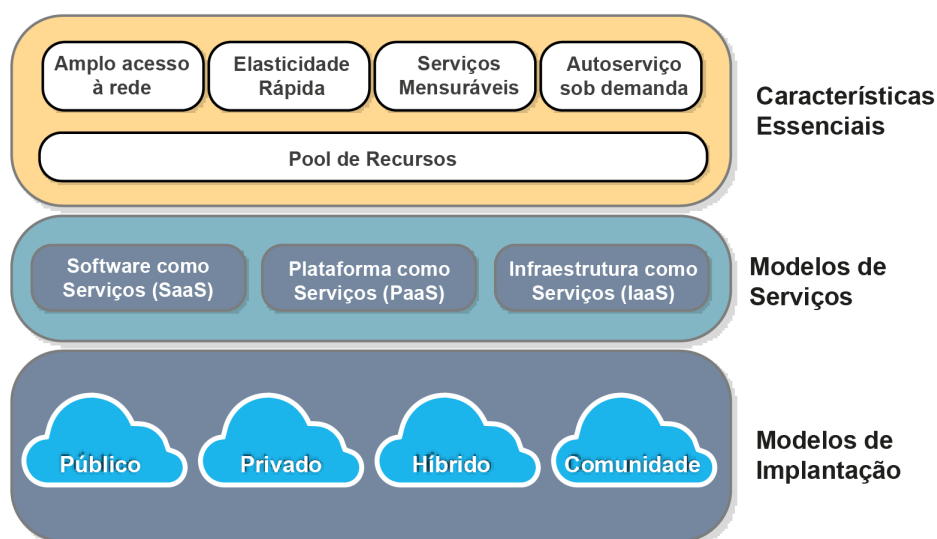 Amplo acesso
à rede
Elasticidade
Rápida
Serviços
Mensuráveis
Autoserviço
sob demanda
Pool de Recursos
Características
Essenciais
Software como
Serviços (SaaS)
Plataforma como
Serviços (PaaS)
Infraestrutura como
Serviços (IaaS)
Modelos de
Serviços
Público
Privado
Híbrido
Comunidade
Modelos de
Implantação